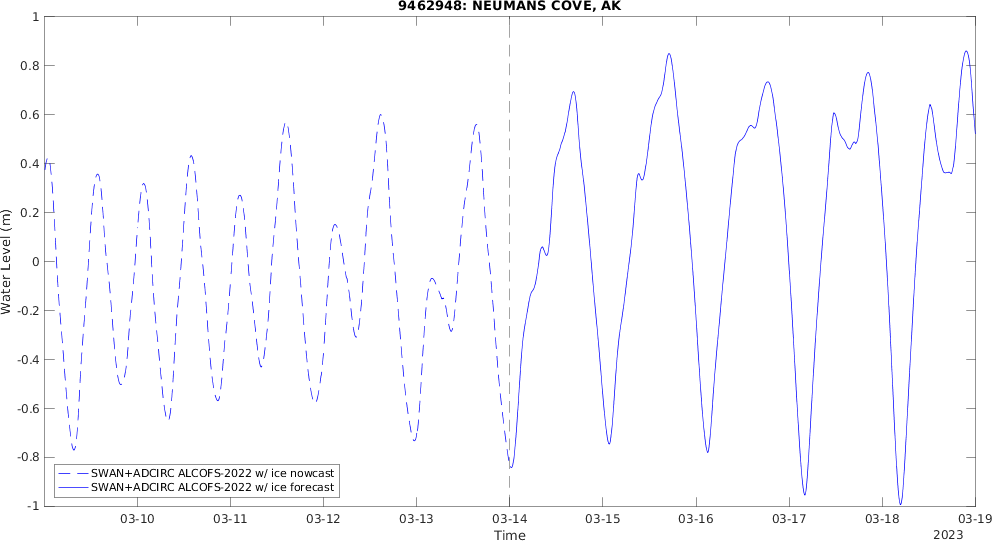 9462948: NEUMANS COVE, AK
Water Level (m)
1
0.8
0.6
0.4
0.2
0
-0.2
-0.4
-0.6
-0.8
-1
SWAN+ADCIRC ALCOFS-2022 w/ ice nowcast
SWAN+ADCIRC ALCOFS-2022 w/ ice forecast
03-10 03-11 03-12 03-13 03-14 03-15 03-16 03-17 03-18 03-19
Time
2023